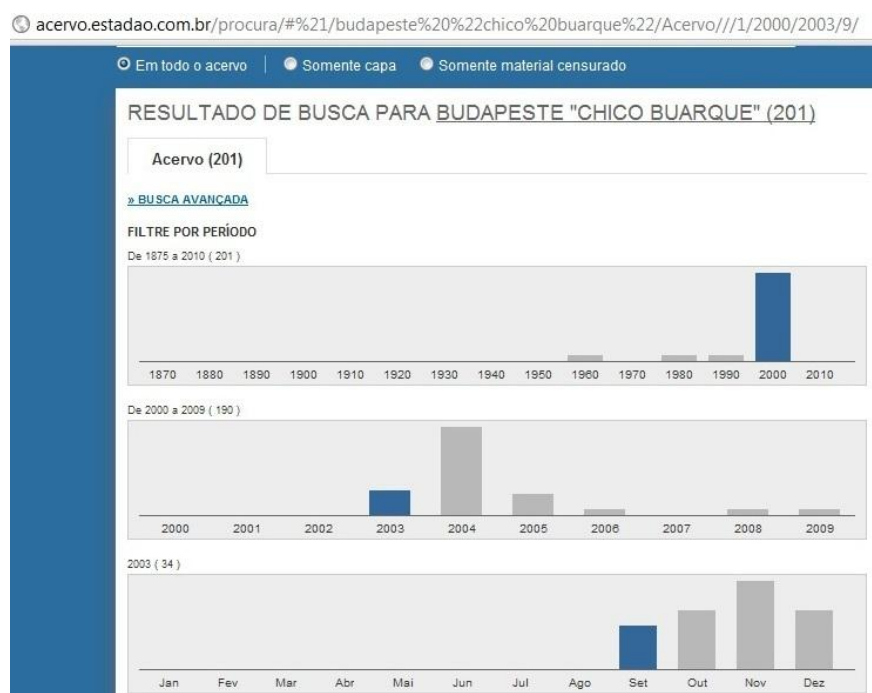 acervo.estadao.com.br/procura/#%21/budapeste%20%22chico%20buarque%22/Acervo///1/2000/2003/9/
Em todo o acervo | Somente capa Somente material censurado
RESULTADO DE BUSCA PARA BUDAPESTE "CHICO BUARQUE" (201)
Acervo (201)
» BUSCA AVANÇADA
FILTRE POR PERÍODO
De 1875 a 2010 ( 201 )
1870 1880 1890 1900 1910 1920 1930 1940 1950 1960 1970 1980 1990 2000 2010
De 2000 a 2009 ( 190 )
2000 2001 2002 2003 2004 2005 2006 2007 2008 2009
2003 ( 34 )
Jan Fev Mar Abr Mai Jun Jul Ago Set Out Nov Dez